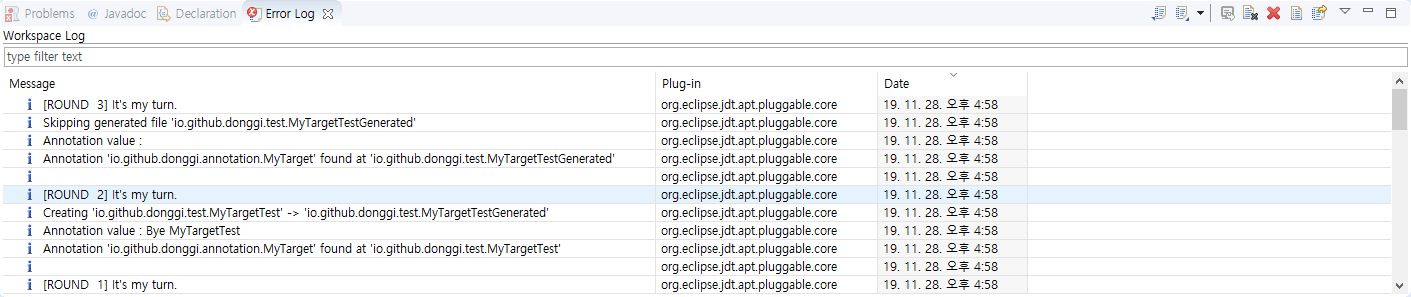 Problems @ Javadoc Declaration Error Log
Workspace Log
type filter text
Message Plug-in Date
[ROUND  3] It's my turn. org.eclipse.jdt.apt.pluggable.core 19. 11. 28. 오후 4:58
Skipping generated file 'io.github.donggi.test.MyTargetTestGenerated' org.eclipse.jdt.apt.pluggable.core 19. 11. 28. 오후 4:58
Annotation value : org.eclipse.jdt.apt.pluggable.core 19. 11. 28. 오후 4:58
Annotation 'io.github.donggi.annotation.MyTarget' found at 'io.github.donggi.test.MyTargetTestGenerated' org.eclipse.jdt.apt.pluggable.core 19. 11. 28. 오후 4:58
org.eclipse.jdt.apt.pluggable.core 19. 11. 28. 오후 4:58
[ROUND  2] It's my turn. org.eclipse.jdt.apt.pluggable.core 19. 11. 28. 오후 4:58
Creating 'io.github.donggi.test.MyTargetTest' -> 'io.github.donggi.test.MyTargetTestGenerated' org.eclipse.jdt.apt.pluggable.core 19. 11. 28. 오후 4:58
Annotation value : Bye MyTargetTest org.eclipse.jdt.apt.pluggable.core 19. 11. 28. 오후 4:58
Annotation 'io.github.donggi.annotation.MyTarget' found at 'io.github.donggi.test.MyTargetTest' org.eclipse.jdt.apt.pluggable.core 19. 11. 28. 오후 4:58
org.eclipse.jdt.apt.pluggable.core 19. 11. 28. 오후 4:58
[ROUND  1] It's my turn. org.eclipse.jdt.apt.pluggable.core 19. 11. 28. 오후 4:58